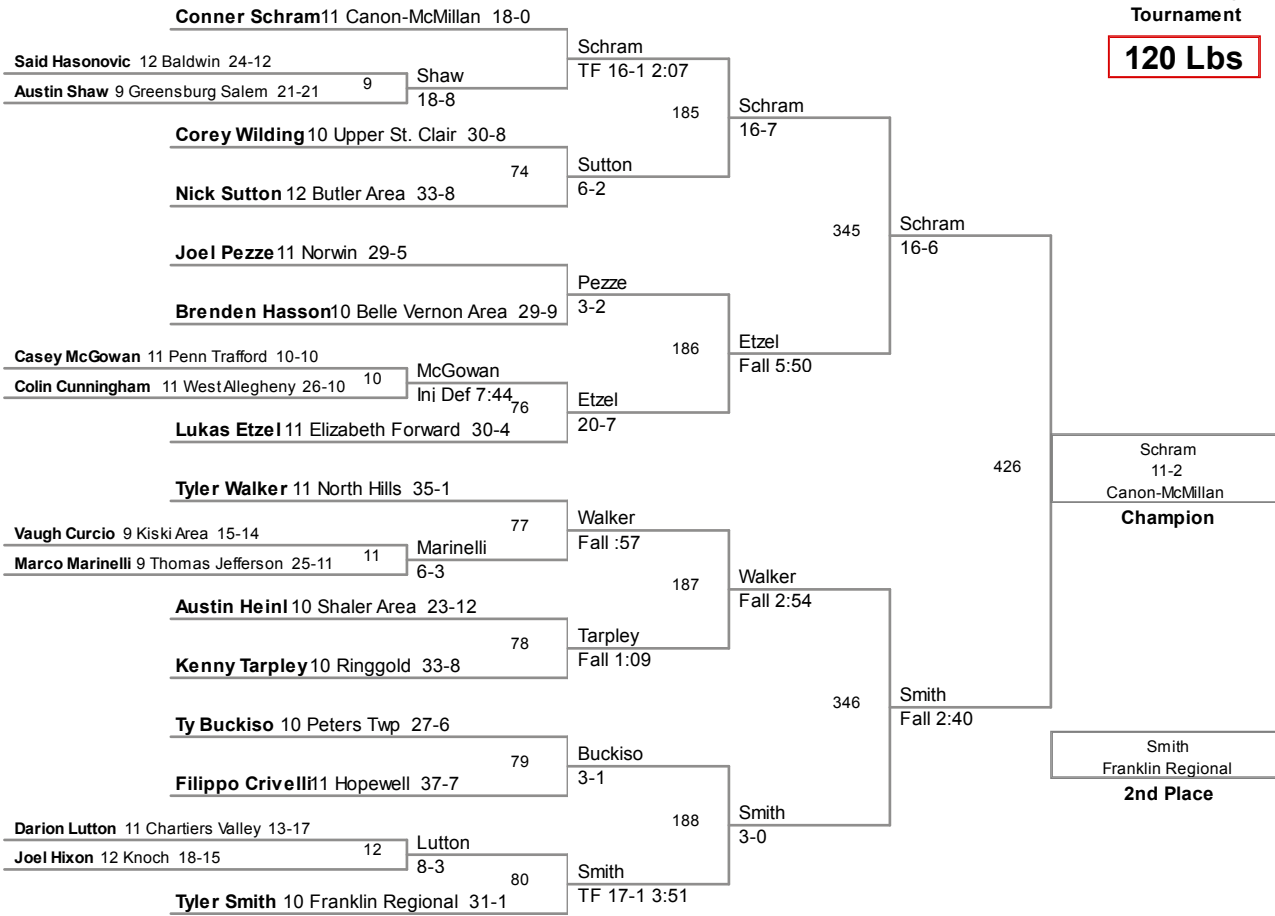 Conner Schram 11 Canon-McMillan 18-0
Tournament
120 Lbs
Schram
TF 16-1 2:07
Said Hasonovic 12 Baldwin 24-12
9
Austin Shaw 9 Greensburg Salem 21-21
Shaw
18-8
185
Schram
16-7
Corey Wilding 10 Upper St. Clair 30-8
74
Sutton
6-2
Nick Sutton 12 Butler Area 33-8
345
Schram
16-6
Joel Pezze 11 Norwin 29-5
Pezze
3-2
Brenden Hasson 10 Belle Vernon Area 29-9
186
Etzel
Fall 5:50
Casey McGowan 11 Penn Trafford 10-10
10
Colin Cunningham 11 West Allegheny 26-10
McGowan
Inj Def 7:44
76
Etzel
20-7
Lukas Etzel 11 Elizabeth Forward 30-4
426
Schram
11-2
Canon-McMillan
Champion
Tyler Walker 11 North Hills 35-1
77
Walker
Fall :57
Vaugh Curcio 9 Kiski Area 15-14
11
Marco Marinelli 9 Thomas Jefferson 25-11
Marinelli
6-3
187
Walker
Fall 2:54
Austin Heinl 10 Shaler Area 23-12
78
Tarpley
Fall 1:09
Kenny Tarpley 10 Ringgold 33-8
346
Smith
Fall 2:40
Ty Buckiso 10 Peters Twp 27-6
79
Buckiso
3-1
Filippo Crivelli 11 Hopewell 37-7
Smith
Franklin Regional
2nd Place
188
Smith
3-0
Darion Lutton 11 Chartiers Valley 13-17
12
Joel Hixon 12 Knoch 18-15
Lutton
8-3
80
Smith
TF 17-1 3:51
Tyler Smith 10 Franklin Regional 31-1